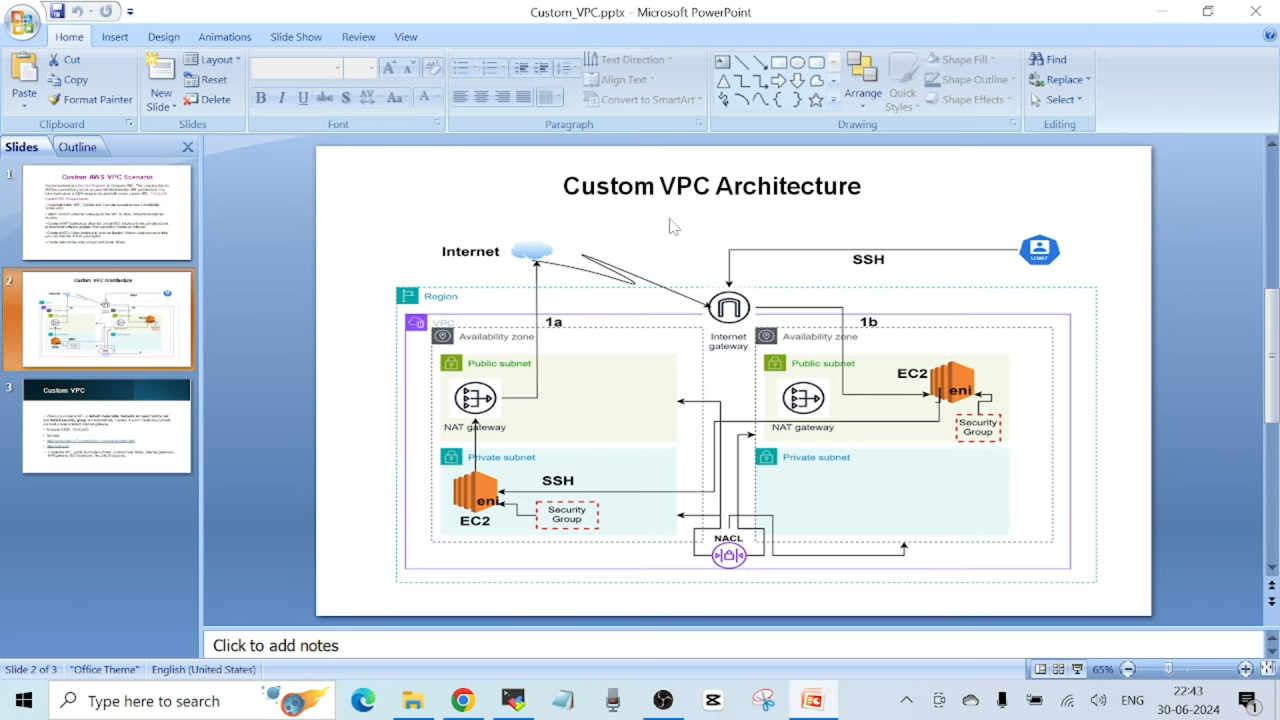 Custom_VPC.pptx - Microsoft PowerPoint
Home Insert Design Animations Slide Show Review View
Paste
Cut
Copy
Format Painter
Clipboard
New Slide
Layout
Reset
Delete
Slides
Font
Text Direction
Align Text
Convert to SmartArt
Paragraph
Arrange
Quick Styles
Shape Fill
Shape Outline
Shape Effects
Drawing
Find
Replace
Select
Editing
Slides Outline
1
Custom AWS VPC Scenario
2
Custom VPC Architecture
3
Custom VPC
Custom VPC Architecture
Internet
SSH
USER
Region
VPC
1a
1b
Internet gateway
Availability zone
Availability zone
Public subnet
Public subnet
EC2
eni
NAT gateway
NAT gateway
Security Group
Private subnet
Private subnet
SSH
eni
EC2
Security Group
NACL
Click to add notes
Slide 2 of 3 "Office Theme" English (United States) 65%
Type here to search
ENG
22:43
30-06-2024
1